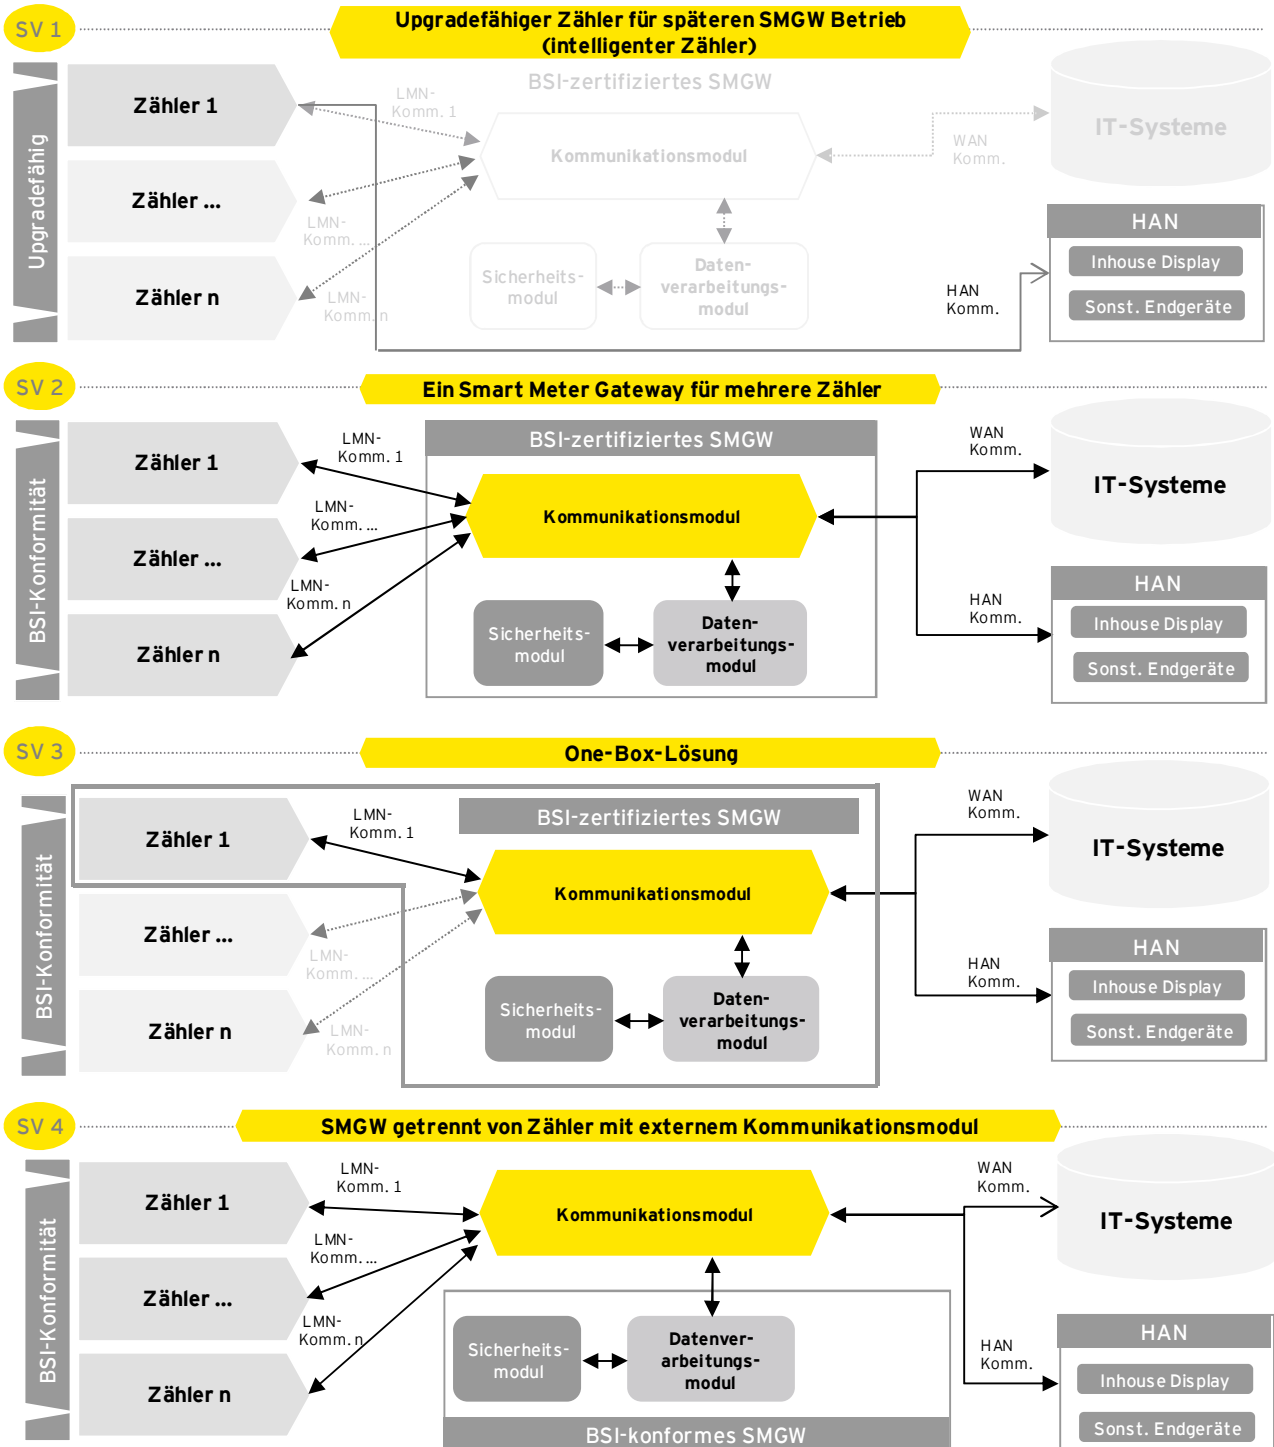 SV 1
Upgradefähiger Zähler für späteren SMGW Betrieb
(intelligenter Zähler)
Upgradefähig
Zähler 1
Zähler ...
Zähler n
LMN-
Komm. 1
LMN-
Komm. ...
LMN-
Komm. n
BSI-zertifiziertes SMGW
Kommunikationsmodul
Sicherheits-
modul
Daten-
verarbeitungs-
modul
WAN
Komm.
IT-Systeme
HAN
Komm.
HAN
Inhouse Display
Sonst. Endgeräte
SV 2
Ein Smart Meter Gateway für mehrere Zähler
BSI-Konformität
Zähler 1
Zähler ...
Zähler n
LMN-
Komm. 1
LMN-
Komm. ...
LMN-
Komm. n
BSI-zertifiziertes SMGW
Kommunikationsmodul
Sicherheits-
modul
Daten-
verarbeitungs-
modul
WAN
Komm.
IT-Systeme
HAN
Komm.
HAN
Inhouse Display
Sonst. Endgeräte
SV 3
One-Box-Lösung
BSI-Konformität
Zähler 1
Zähler ...
Zähler n
LMN-
Komm. 1
LMN-
Komm. ...
LMN-
Komm. n
BSI-zertifiziertes SMGW
Kommunikationsmodul
Sicherheits-
modul
Daten-
verarbeitungs-
modul
WAN
Komm.
IT-Systeme
HAN
Komm.
HAN
Inhouse Display
Sonst. Endgeräte
SV 4
SMGW getrennt von Zähler mit externem Kommunikationsmodul
BSI-Konformität
Zähler 1
Zähler ...
Zähler n
LMN-
Komm. 1
LMN-
Komm. ...
LMN-
Komm. n
Kommunikationsmodul
Sicherheits-
modul
Datenver-
arbeitungs-
modul
BSI-konformes SMGW
WAN
Komm.
IT-Systeme
HAN
Komm.
HAN
Inhouse Display
Sonst. Endgeräte